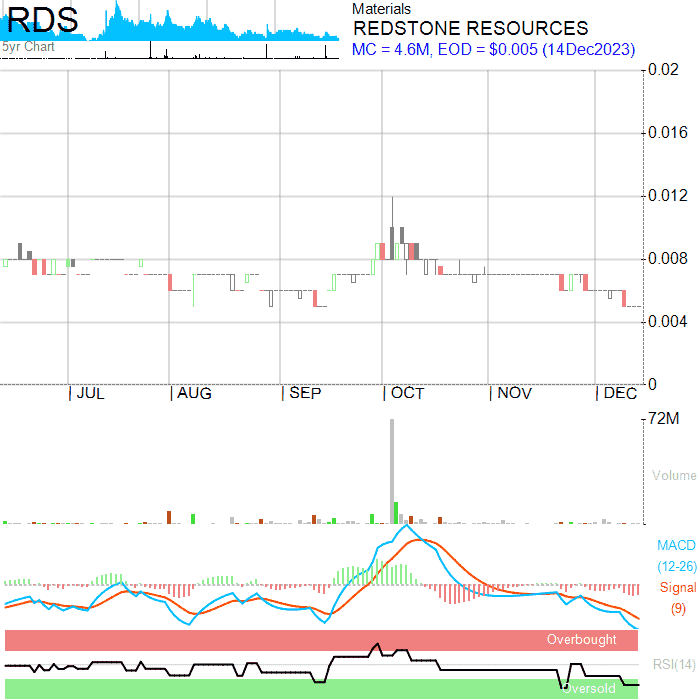 RDS
5yr Chart
Materials
REDSTONE RESOURCES
MC = 4.6M, EOD = $0.005 (14Dec2023)
0.02
0.016
0.012
0.008
0.004
0
JUL AUG SEP OCT NOV DEC
72M
Volume
MACD
(12-26)
Signal
(9)
Overbought
RSI(14)
Oversold